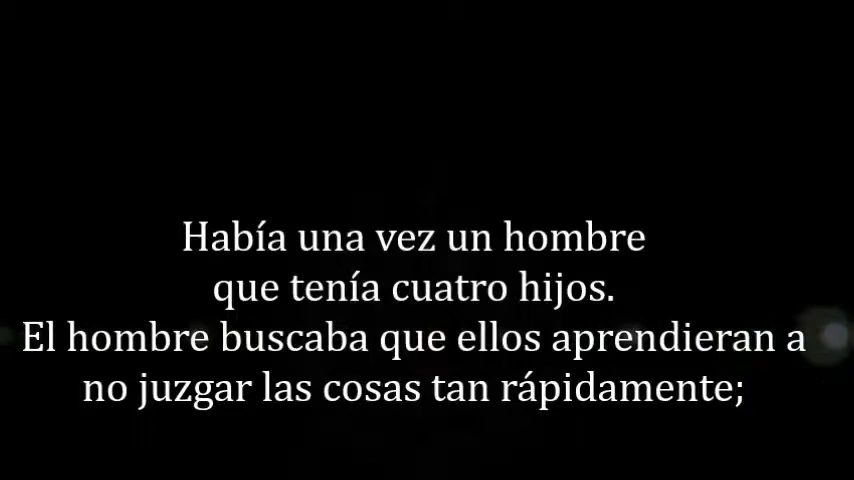 Había una vez un hombre
que tenía cuatro hijos.
El hombre buscaba que ellos aprendieran a
no juzgar las cosas tan rápidamente;